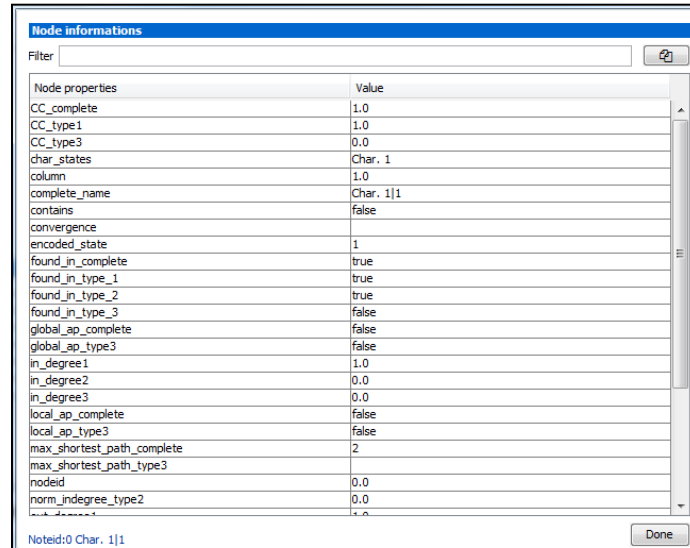 Node informations
Filter
Node properties Value
CC_complete 1.0
CC_type1 1.0
CC_type3 0.0
char_states Char. 1
column 1.0
complete_name Char. 1|1
contains false
convergence
encoded_state 1
found_in_complete true
found_in_type_1 true
found_in_type_2 true
found_in_type_3 false
global_ap_complete false
global_ap_type3 false
in_degree1 1.0
in_degree2 0.0
in_degree3 0.0
local_ap_complete false
local_ap_type3 false
max_shortest_path_complete 2
max_shortest_path_type3
nodeid 0.0
norm_indegree_type2 0.0
out_degree1 1.0
Noteid:0 Char. 1|1 Done